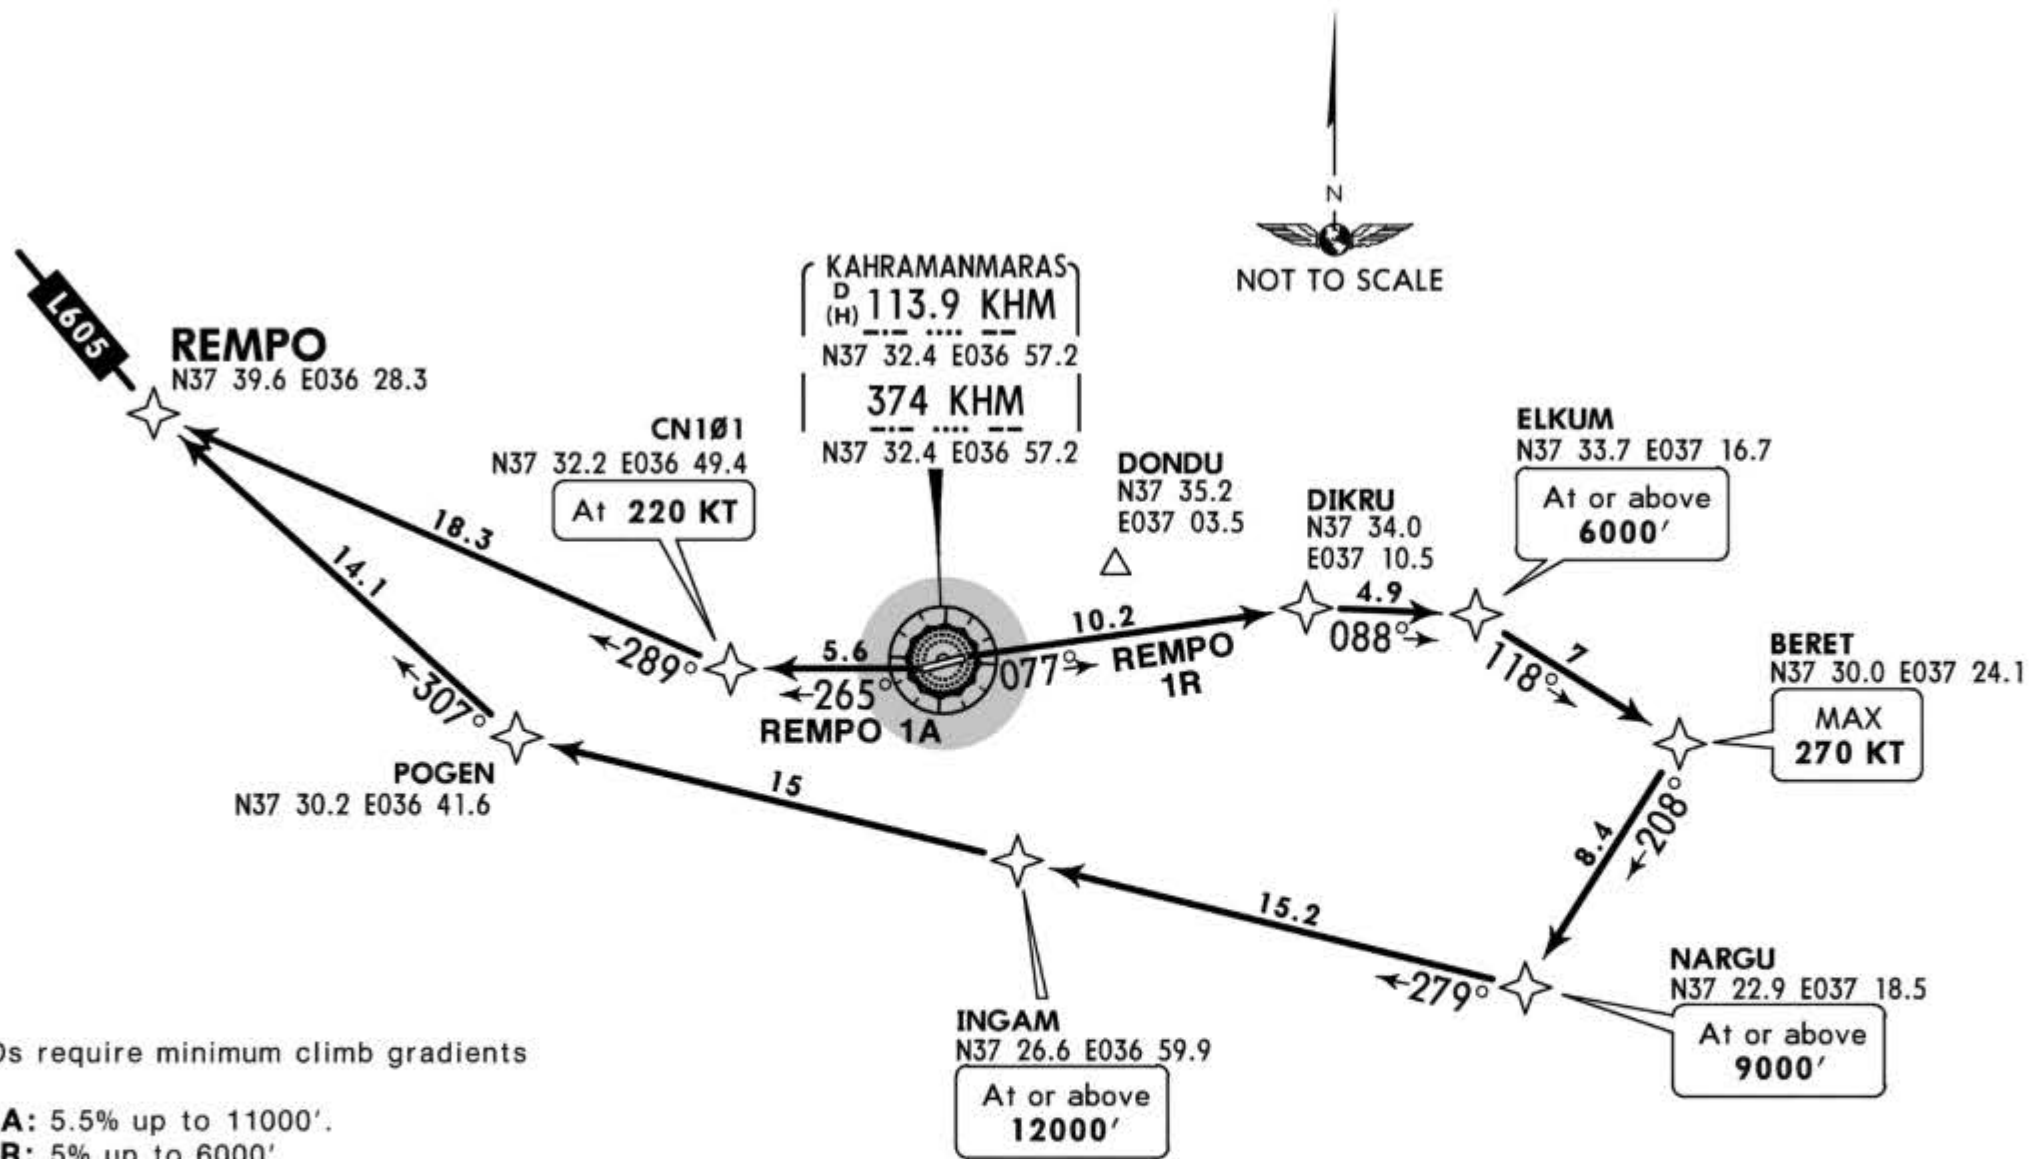 N
NOT TO SCALE
L605
REMPO
N37 39.6 E036 28.3
KAHRAMANMARAS
D
(H) 113.9 KHM
N37 32.4 E036 57.2
374 KHM
N37 32.4 E036 57.2
CN1Ø1
N37 32.2 E036 49.4
At 220 KT
DONDU
N37 35.2
E037 03.5
DIKRU
N37 34.0
E037 10.5
ELKUM
N37 33.7 E037 16.7
At or above
6000′
18.3
14.1
289°
307°
5.6
265°
REMPO 1A
10.2
077°
REMPO
1R
4.9
088°
7
118°
BERET
N37 30.0 E037 24.1
MAX
270 KT
8.4
208°
POGEN
N37 30.2 E036 41.6
15
15.2
279°
NARGU
N37 22.9 E037 18.5
At or above
9000′
INGAM
N37 26.6 E036 59.9
At or above
12000′
Ds require minimum climb gradients
A: 5.5% up to 11000′.
R: 5% up to 6000′